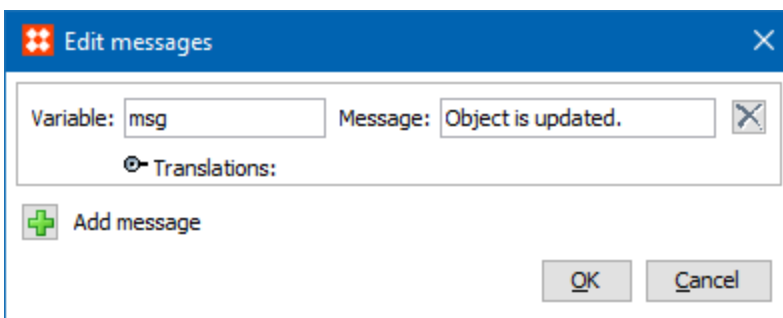 Edit messages
Variable: msg Message: Object is updated.
Translations:
Add message
OK Cancel